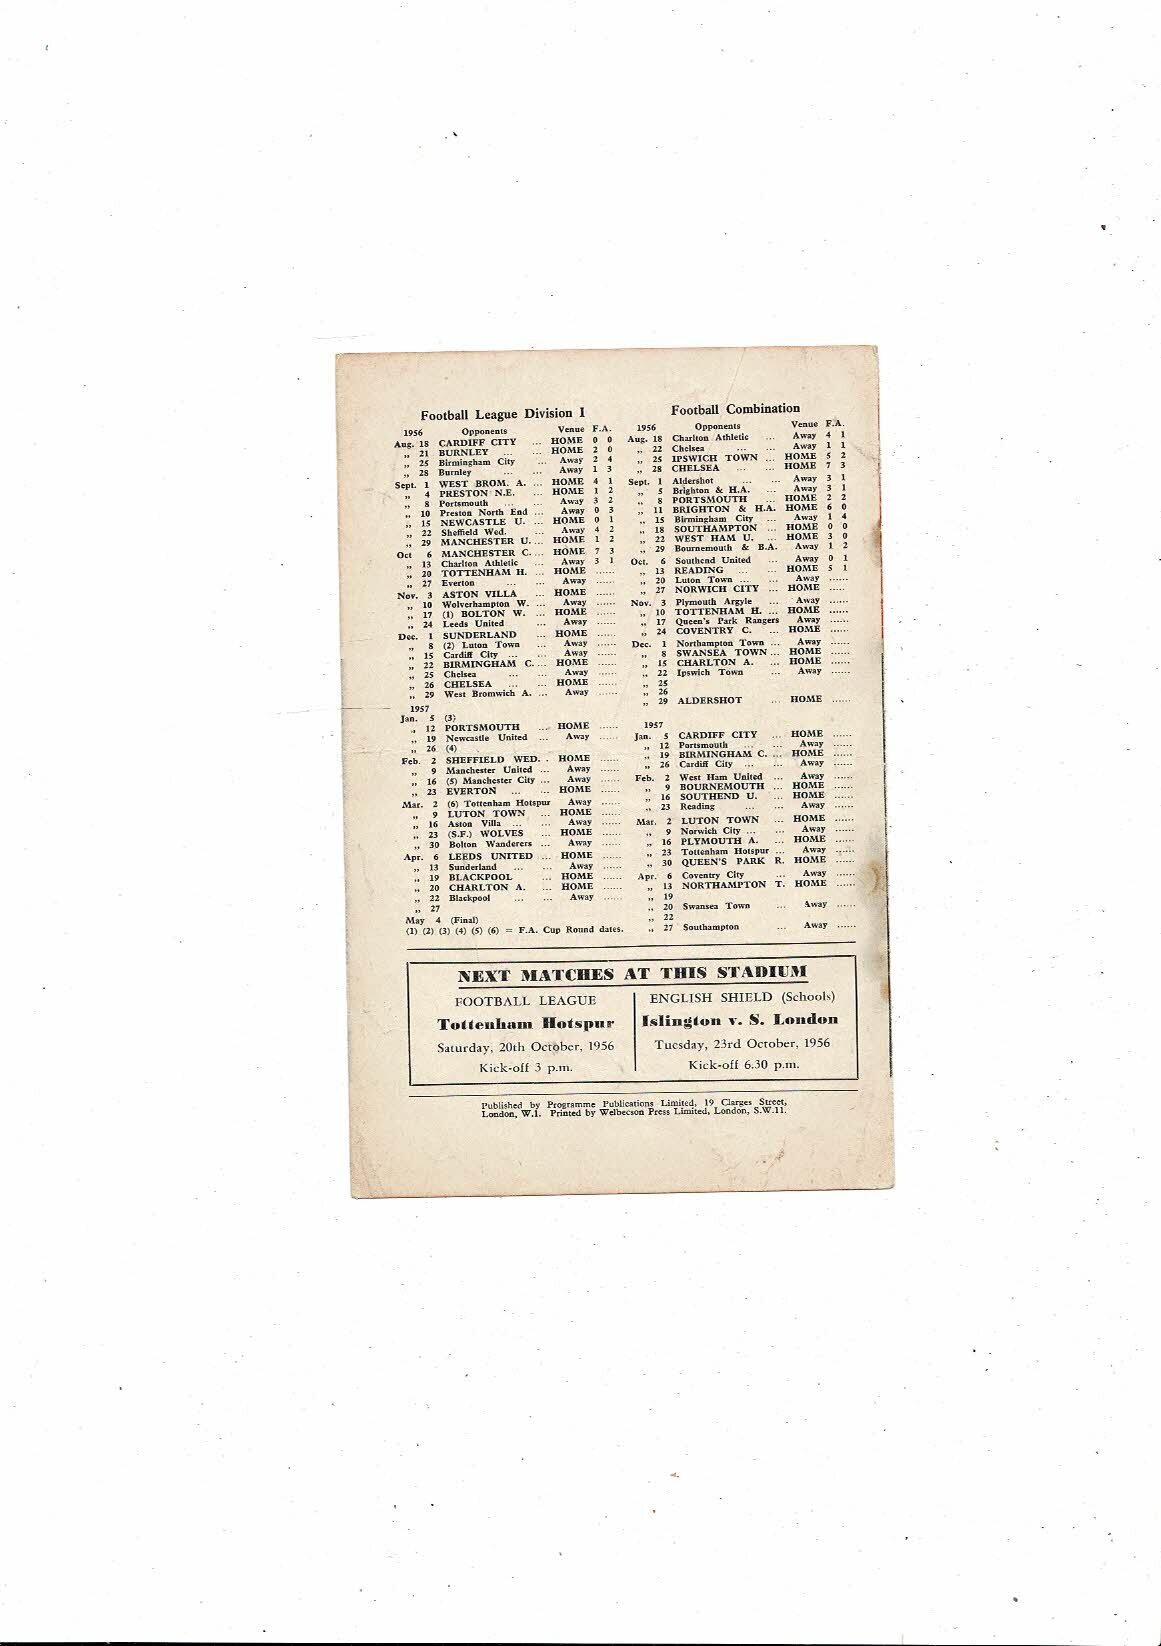 Football League Division I
1956 Opponents Venue F.A.
Aug. 18 CARDIFF CITY ... HOME 0 0
„ 21 BURNLEY ... ... HOME 2 0
„ 25 Birmingham City ... Away 2 4
„ 28 Burnley ... ... Away 1 3
Sept. 1 WEST BROM. A. ... HOME 4 1
„ 4 PRESTON N.E. ... HOME 1 2
„ 8 Portsmouth ... ... Away 3 2
„ 10 Preston North End ... Away 0 3
„ 15 NEWCASTLE U. ... HOME 0 1
„ 22 Sheffield Wed. ... Away 4 2
„ 29 MANCHESTER U. ... HOME 1 2
Oct 6 MANCHESTER C. ... HOME 7 3
„ 13 Charlton Athletic ... Away 3 1
„ 20 TOTTENHAM H. ... HOME ......
„ 27 Everton ... ... Away ......
Nov. 3 ASTON VILLA ... HOME ......
„ 10 Wolverhampton W. ... Away ......
„ 17 (1) BOLTON W. ... HOME ......
„ 24 Leeds United ... Away ......
Dec. 1 SUNDERLAND ... HOME ......
„ 8 (2) Luton Town ... Away ......
„ 15 Cardiff City ... ... Away ......
„ 22 BIRMINGHAM C. ... HOME ......
„ 25 Chelsea ... ... Away ......
„ 26 CHELSEA ... ... HOME ......
„ 29 West Bromwich A. ... Away ......
1957
Jan. 5 (3)
„ 12 PORTSMOUTH ... HOME ......
„ 19 Newcastle United ... Away ......
„ 26 (4)
Feb. 2 SHEFFIELD WED. . HOME ......
„ 9 Manchester United ... Away ......
„ 16 (5) Manchester City ... Away ......
„ 23 EVERTON ... ... HOME ......
Mar. 2 (6) Tottenham Hotspur Away ......
„ 9 LUTON TOWN ... HOME ......
„ 16 Aston Villa ... ... Away ......
„ 23 (S.F.) WOLVES ... HOME ......
„ 30 Bolton Wanderers ... Away ......
Apr. 6 LEEDS UNITED ... HOME ......
„ 13 Sunderland ... ... Away ......
„ 19 BLACKPOOL ... HOME ......
„ 20 CHARLTON A. ... HOME ......
„ 22 Blackpool ... ... Away ......
„ 27
May 4 (Final)
(1) (2) (3) (4) (5) (6) = F.A. Cup Round dates.
Football Combination
1956 Opponents Venue F.A.
Aug. 18 Charlton Athletic ... Away 4 1
„ 22 Chelsea ... ... Away 1 1
„ 25 IPSWICH TOWN ... HOME 5 2
„ 28 CHELSEA ... ... HOME 7 3
Sept. 1 Aldershot ... ... Away 3 1
„ 5 Brighton & H.A. ... Away 3 1
„ 8 PORTSMOUTH ... HOME 2 2
„ 11 BRIGHTON & H.A. HOME 6 0
„ 15 Birmingham City ... Away 1 4
„ 18 SOUTHAMPTON ... HOME 0 0
„ 22 WEST HAM U. ... HOME 3 0
„ 29 Bournemouth & B.A. Away 1 2
Oct. 6 Southend United ... Away 0 1
„ 13 READING ... ... HOME 5 1
„ 20 Luton Town ... ... Away ......
„ 27 NORWICH CITY ... HOME ......
Nov. 3 Plymouth Argyle ... Away ......
„ 10 TOTTENHAM H. ... HOME ......
„ 17 Queen's Park Rangers Away ......
„ 24 COVENTRY C. ... HOME ......
Dec. 1 Northampton Town ... Away ......
„ 8 SWANSEA TOWN ... HOME ......
„ 15 CHARLTON A. ... HOME ......
„ 22 Ipswich Town ... Away ......
„ 25
„ 26
„ 29 ALDERSHOT HOME ......
1957
Jan. 5 CARDIFF CITY ... HOME ......
„ 12 Portsmouth ... ... Away ......
„ 19 BIRMINGHAM C. ... HOME ......
„ 26 Cardiff City ... ... Away ......
Feb. 2 West Ham United ... Away ......
„ 9 BOURNEMOUTH ... HOME ......
„ 16 SOUTHEND U. ... HOME ......
„ 23 Reading ... ... Away ......
Mar. 2 LUTON TOWN ... HOME ......
„ 9 Norwich City ... ... Away ......
„ 16 PLYMOUTH A. ... HOME ......
„ 23 Tottenham Hotspur ... Away ......
„ 30 QUEEN'S PARK R. HOME ......
Apr. 6 Coventry City ... Away ......
„ 13 NORTHAMPTON T. HOME ......
„ 19
„ 20 Swansea Town ... Away ......
„ 22
„ 27 Southampton ... Away ......
NEXT MATCHES AT THIS STADIUM
FOOTBALL LEAGUE
Tottenham Hotspur
Saturday, 20th October, 1956
Kick-off 3 p.m.
ENGLISH SHIELD (Schools)
Islington v. S. London
Tuesday, 23rd October, 1956
Kick-off 6.30 p.m.
Published by Programme Publications Limited, 19 Clarges Street,
London, W.1. Printed by Welbecson Press Limited, London, S.W.11.